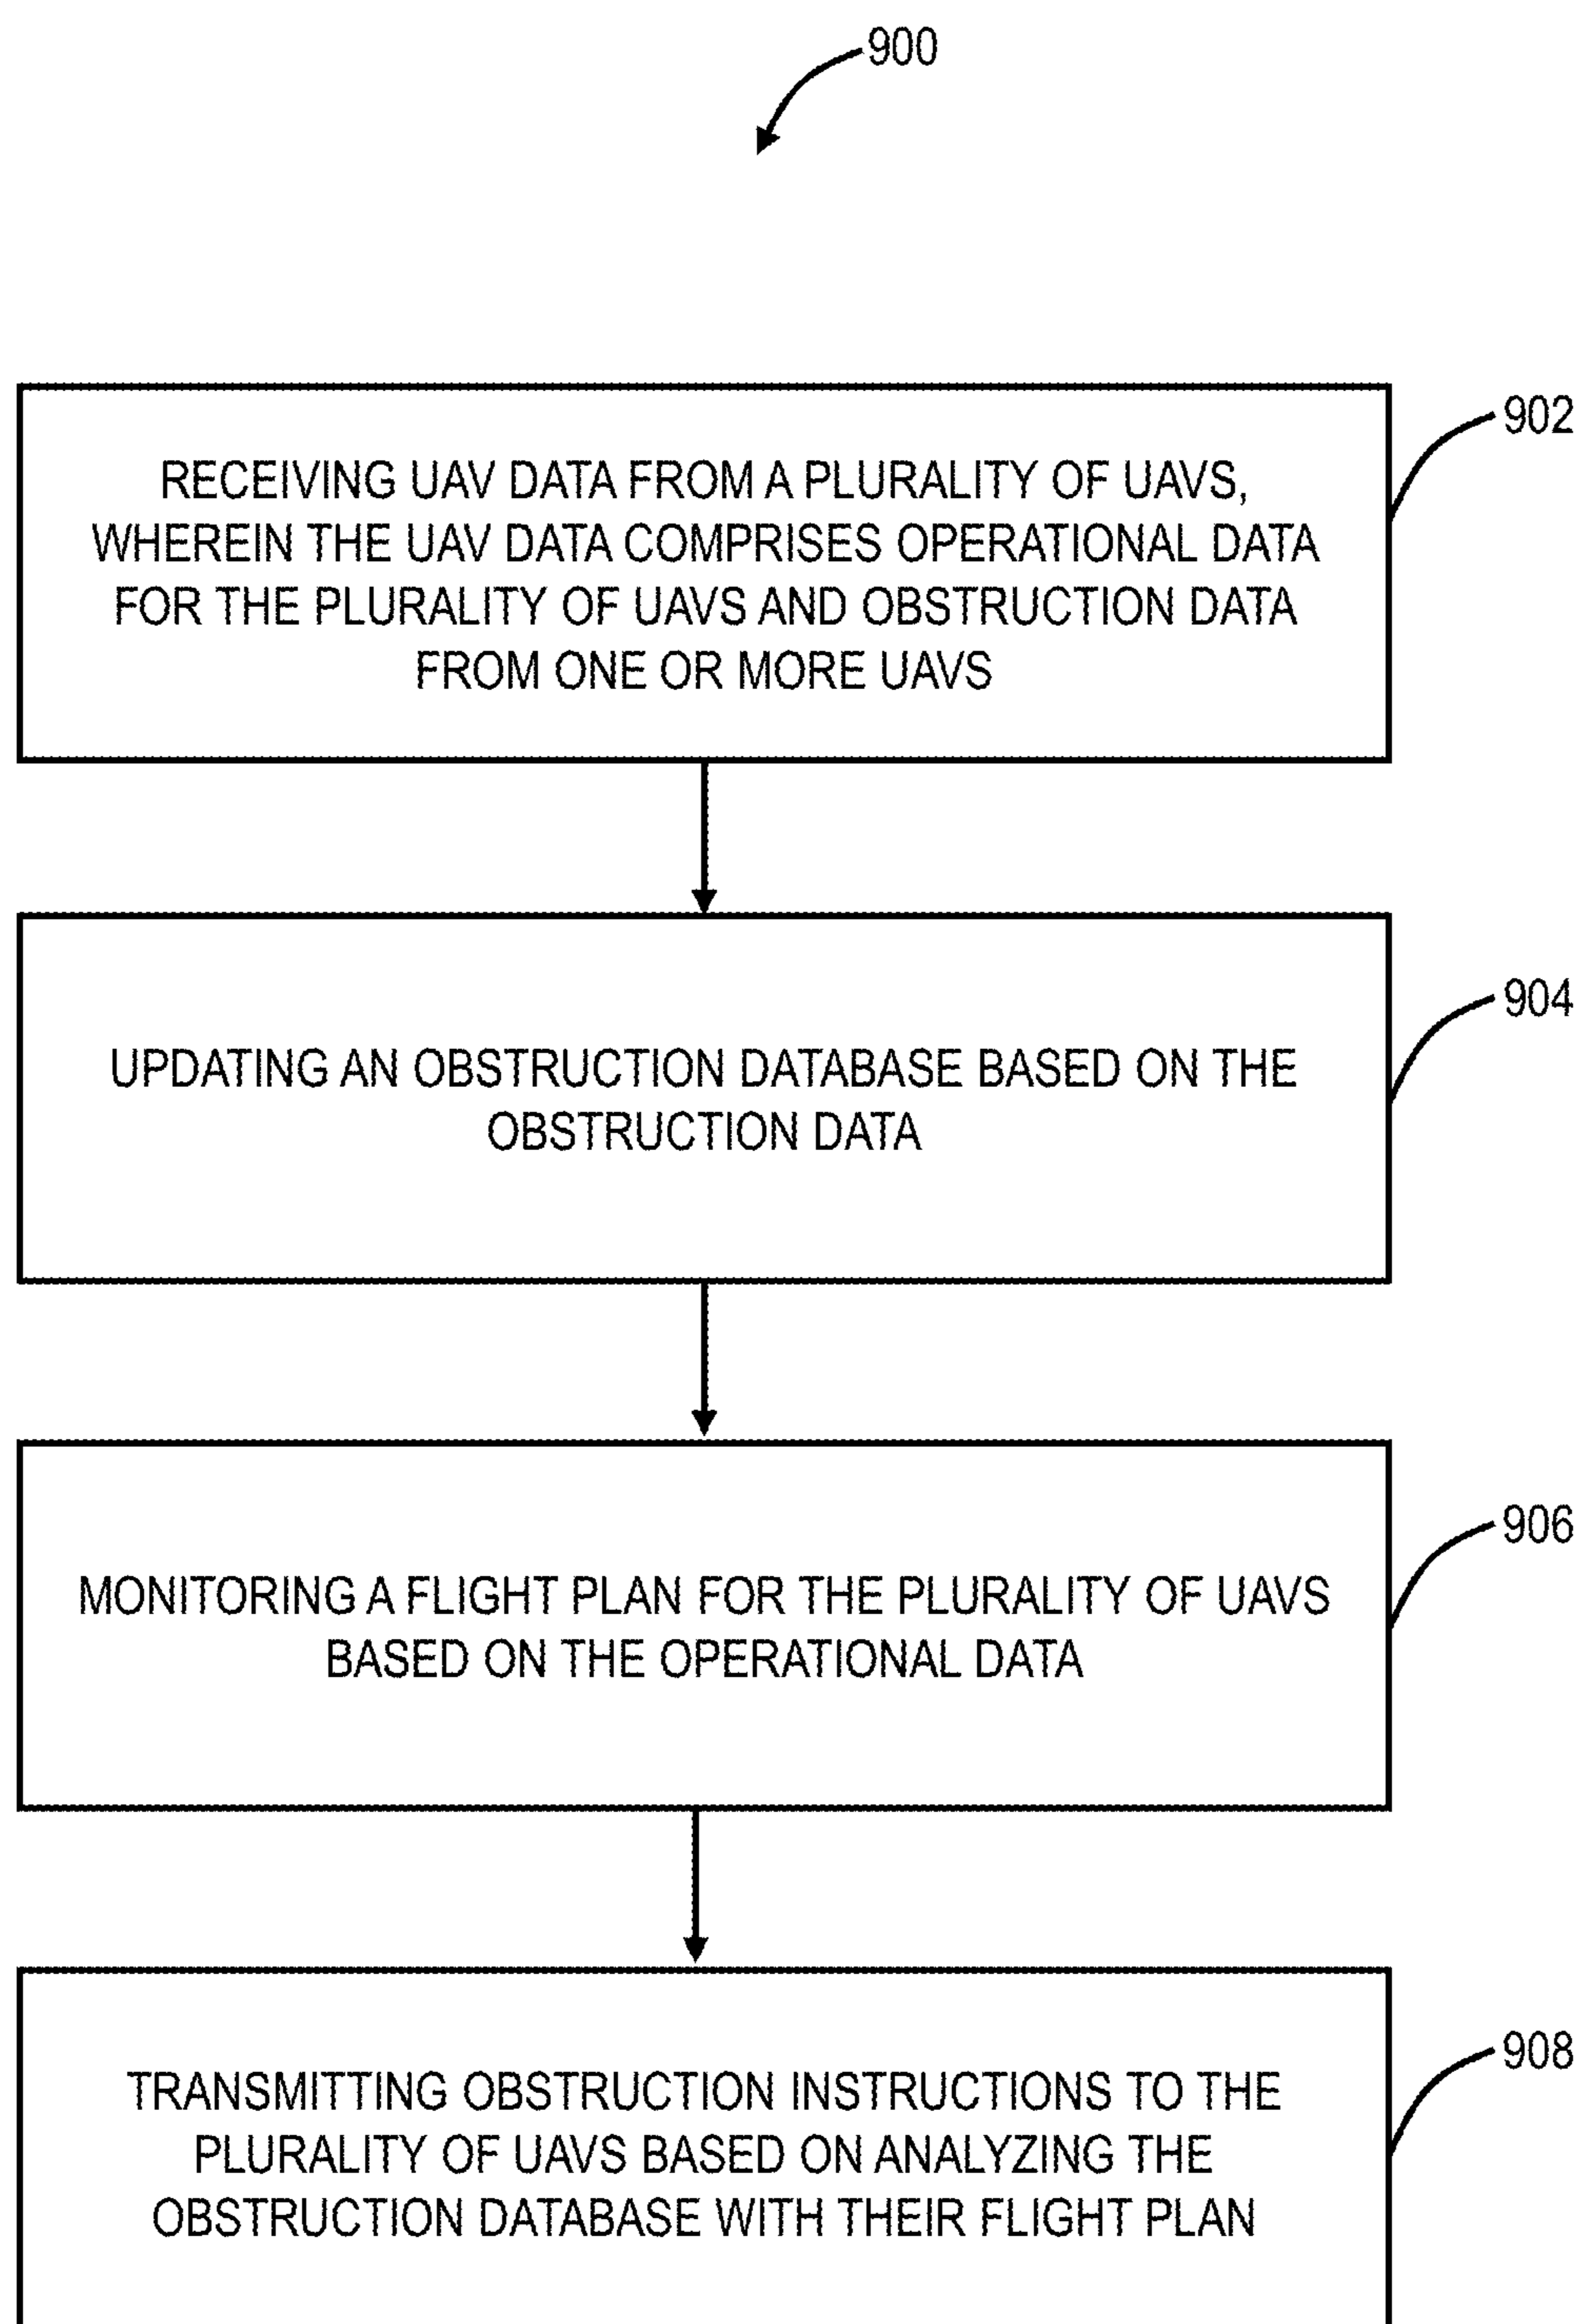 900
902
RECEIVING UAV DATA FROM A PLURALITY OF UAVS,
WHEREIN THE UAV DATA COMPRISES OPERATIONAL DATA
FOR THE PLURALITY OF UAVS AND OBSTRUCTION DATA
FROM ONE OR MORE UAVS
904
UPDATING AN OBSTRUCTION DATABASE BASED ON THE
OBSTRUCTION DATA
906
MONITORING A FLIGHT PLAN FOR THE PLURALITY OF UAVS
BASED ON THE OPERATIONAL DATA
908
TRANSMITTING OBSTRUCTION INSTRUCTIONS TO THE
PLURALITY OF UAVS BASED ON ANALYZING THE
OBSTRUCTION DATABASE WITH THEIR FLIGHT PLAN